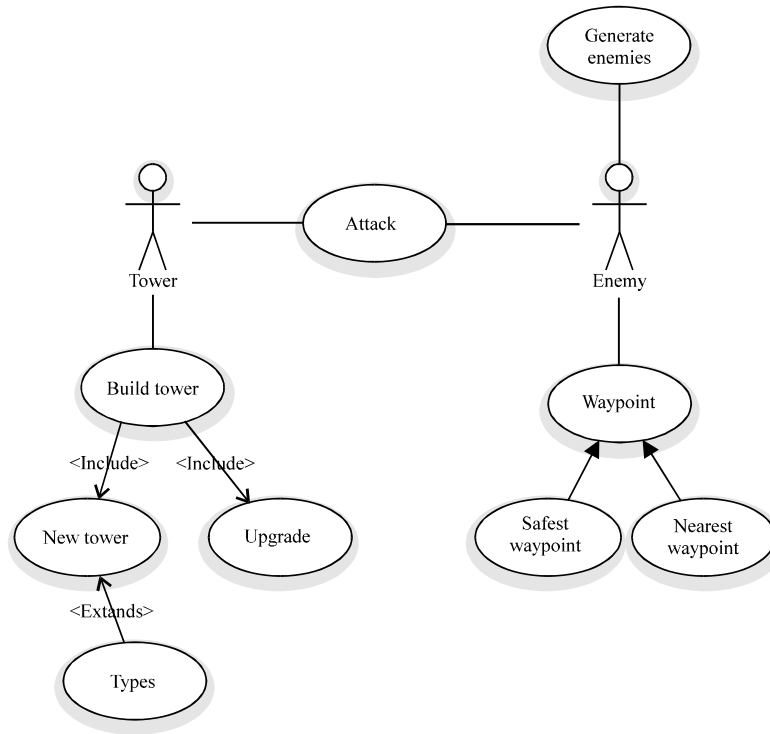 Generate
enemies
Attack
Tower
Enemy
Build tower
Waypoint
<Include>
<Include>
New tower
Upgrade
Safest
waypoint
Nearest
waypoint
<Extands>
Types